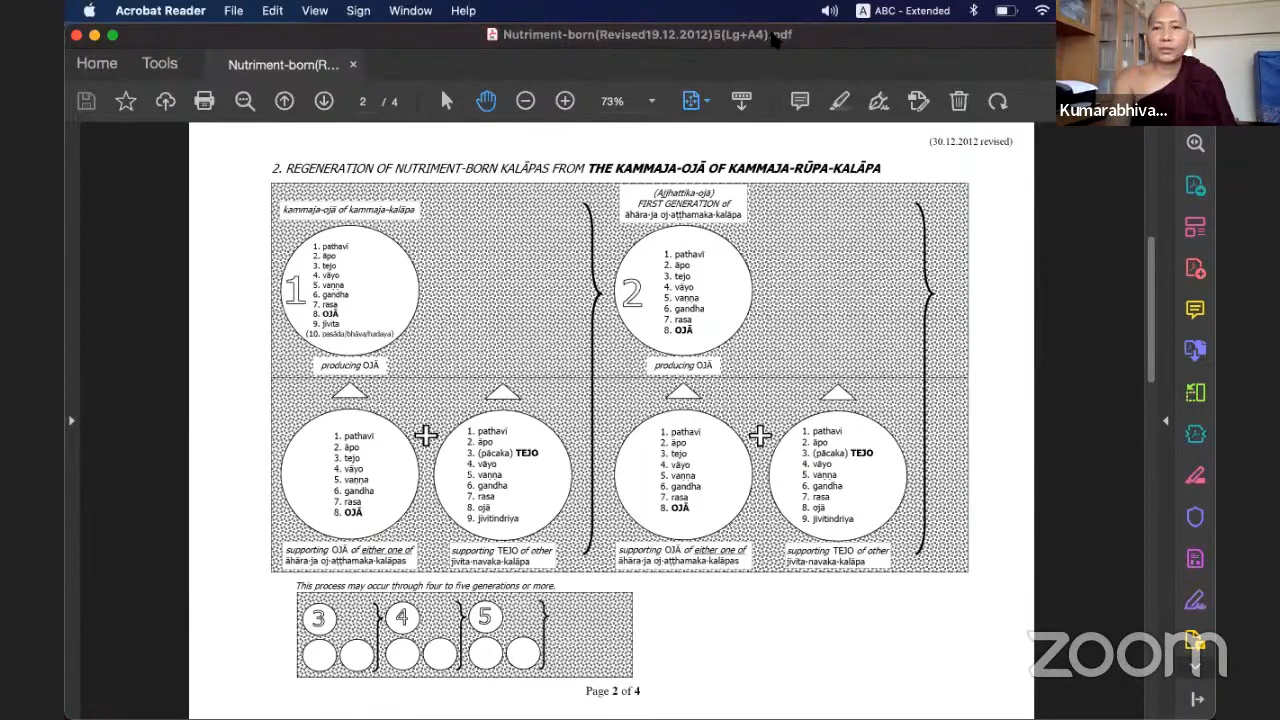 Acrobat Reader File Edit View Sign Window Help
A ABC - Extended
Nutriment-born(Revised19.12.2012)5(Lg+A4).pdf
Home Tools Nutriment-born(R... ×
2 / 4 73%
Kumarabhiva...
(30.12.2012 revised)
2. REGENERATION OF NUTRIMENT-BORN KALĀPAS FROM THE KAMMAJA-OJĀ OF KAMMAJA-RŪPA-KALĀPA
kammaja-ojā of kammaja-kalāpa
1
1. pathavī
2. āpo
3. tejo
4. vāyo
5. vaṇṇa
6. gandha
7. rasa
8. OJĀ
9. jīvita
(10. pasāda/bhāva/hadaya)
producing OJĀ
(Ajjhattika-ojā)
FIRST GENERATION of
āhāra-ja oj-aṭṭhamaka-kalāpa
2
1. pathavī
2. āpo
3. tejo
4. vāyo
5. vaṇṇa
6. gandha
7. rasa
8. OJĀ
producing OJĀ
1. pathavī
2. āpo
3. tejo
4. vāyo
5. vaṇṇa
6. gandha
7. rasa
8. OJĀ
supporting OJĀ of either one of
āhāra-ja oj-aṭṭhamaka-kalāpas
1. pathavī
2. āpo
3. (pācaka) TEJO
4. vāyo
5. vaṇṇa
6. gandha
7. rasa
8. ojā
9. jīvitindriya
supporting TEJO of other
jīvita-navaka-kalāpa
1. pathavī
2. āpo
3. tejo
4. vāyo
5. vaṇṇa
6. gandha
7. rasa
8. OJĀ
supporting OJĀ of either one of
āhāra-ja oj-aṭṭhamaka-kalāpas
1. pathavī
2. āpo
3. (pācaka) TEJO
4. vāyo
5. vaṇṇa
6. gandha
7. rasa
8. ojā
9. jīvitindriya
supporting TEJO of other
jīvita-navaka-kalāpa
This process may occur through four to five generations or more.
3 4 5
Page 2 of 4
zoom